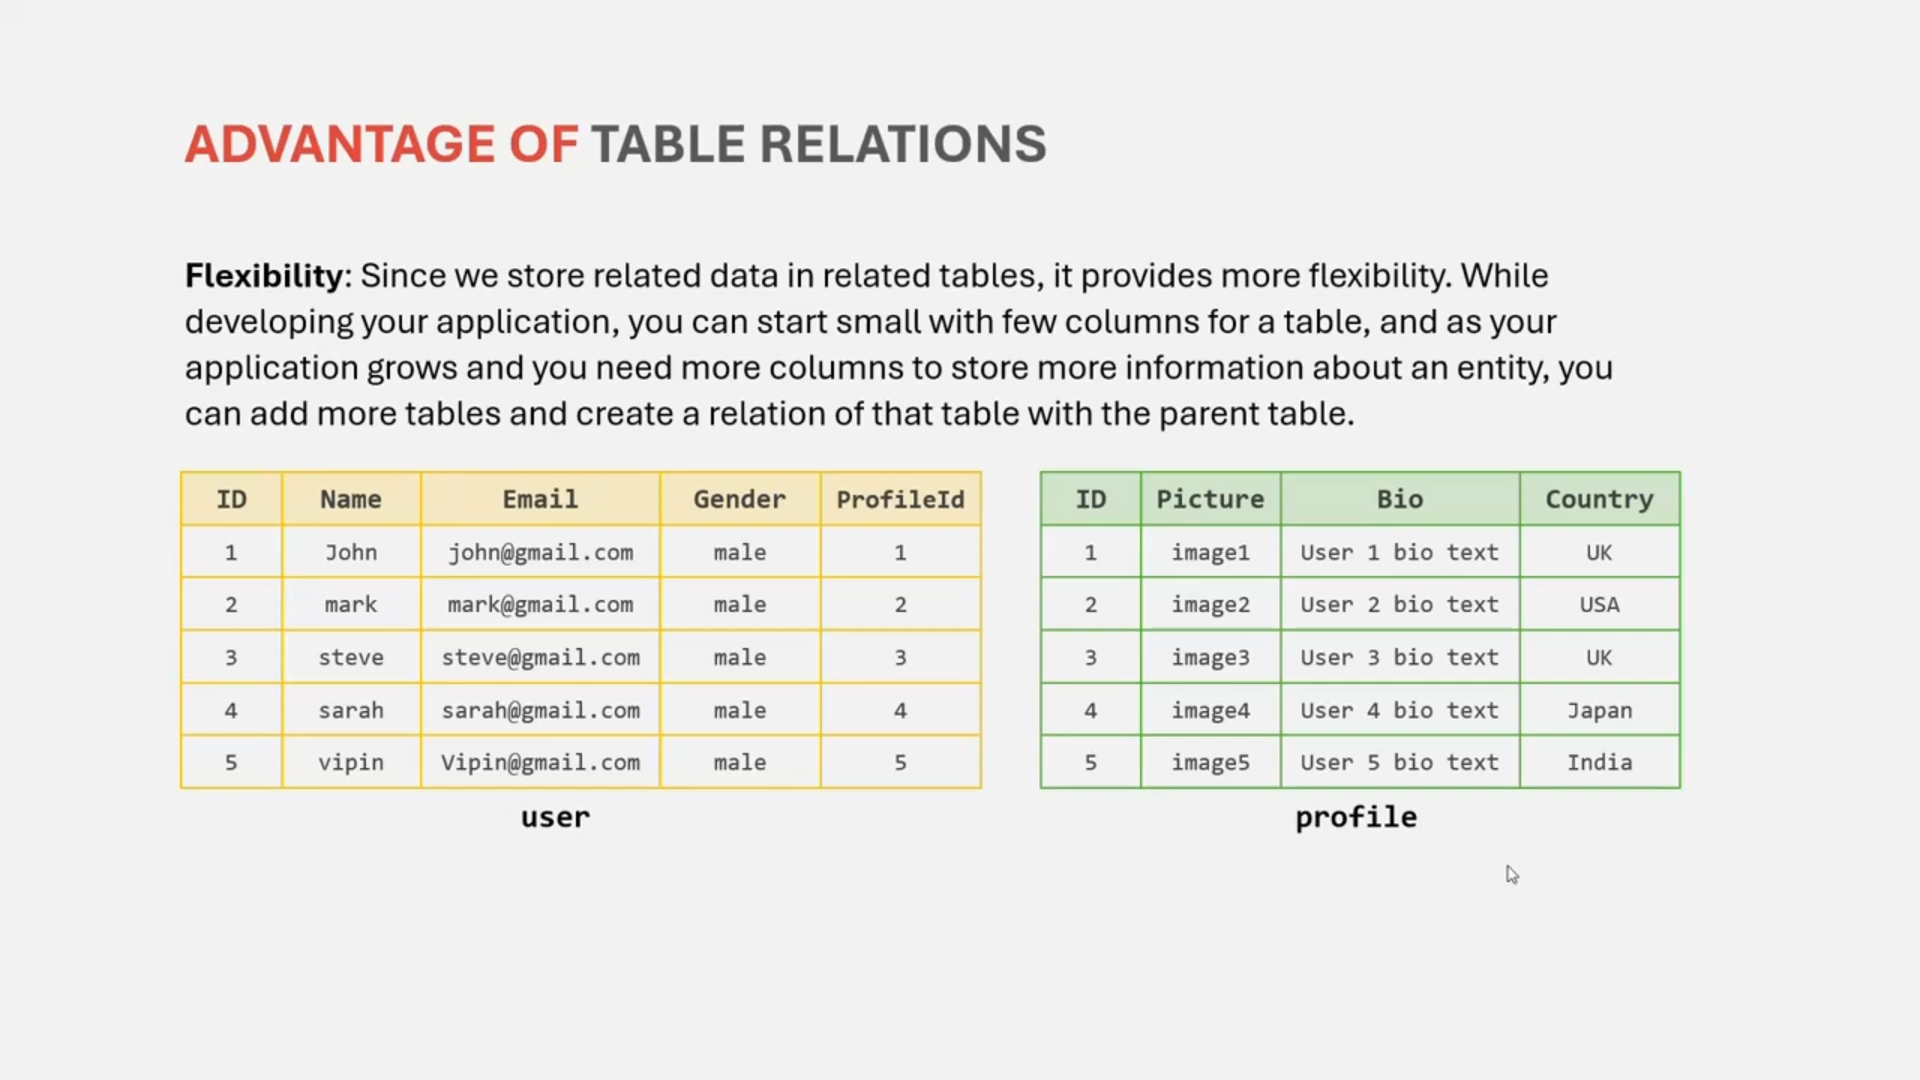 ADVANTAGE OF TABLE RELATIONS
Flexibility: Since we store related data in related tables, it provides more flexibility. While
developing your application, you can start small with few columns for a table, and as your
application grows and you need more columns to store more information about an entity, you
can add more tables and create a relation of that table with the parent table.
ID Name Email Gender ProfileId
1 John john@gmail.com male 1
2 mark mark@gmail.com male 2
3 steve steve@gmail.com male 3
4 sarah sarah@gmail.com male 4
5 vipin Vipin@gmail.com male 5
user
ID Picture Bio Country
1 image1 User 1 bio text UK
2 image2 User 2 bio text USA
3 image3 User 3 bio text UK
4 image4 User 4 bio text Japan
5 image5 User 5 bio text India
profile